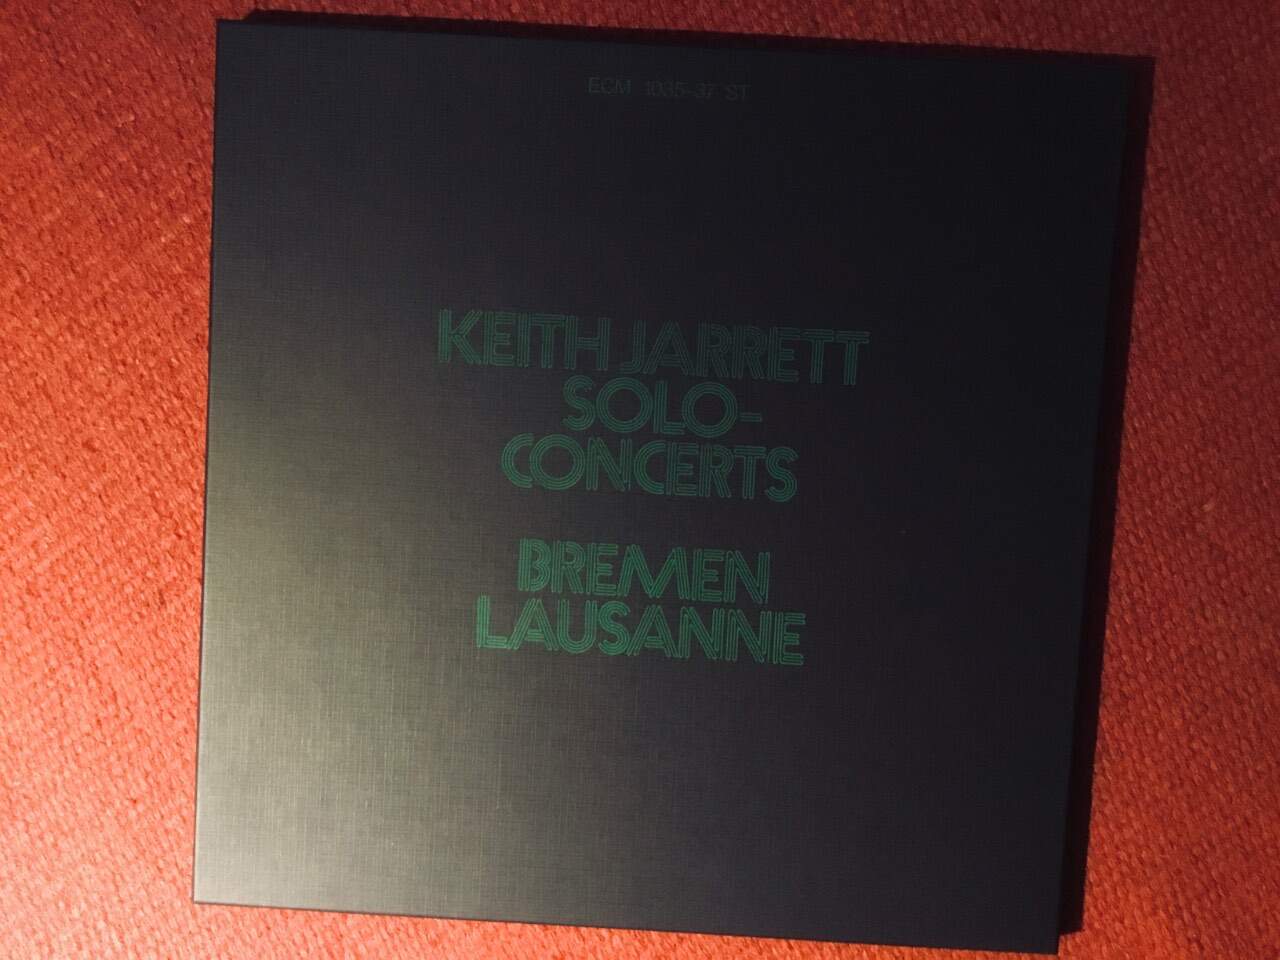 ECM 1035-37 ST
KEITH JARRETT
SOLO-
CONCERTS
BREMEN
LAUSANNE